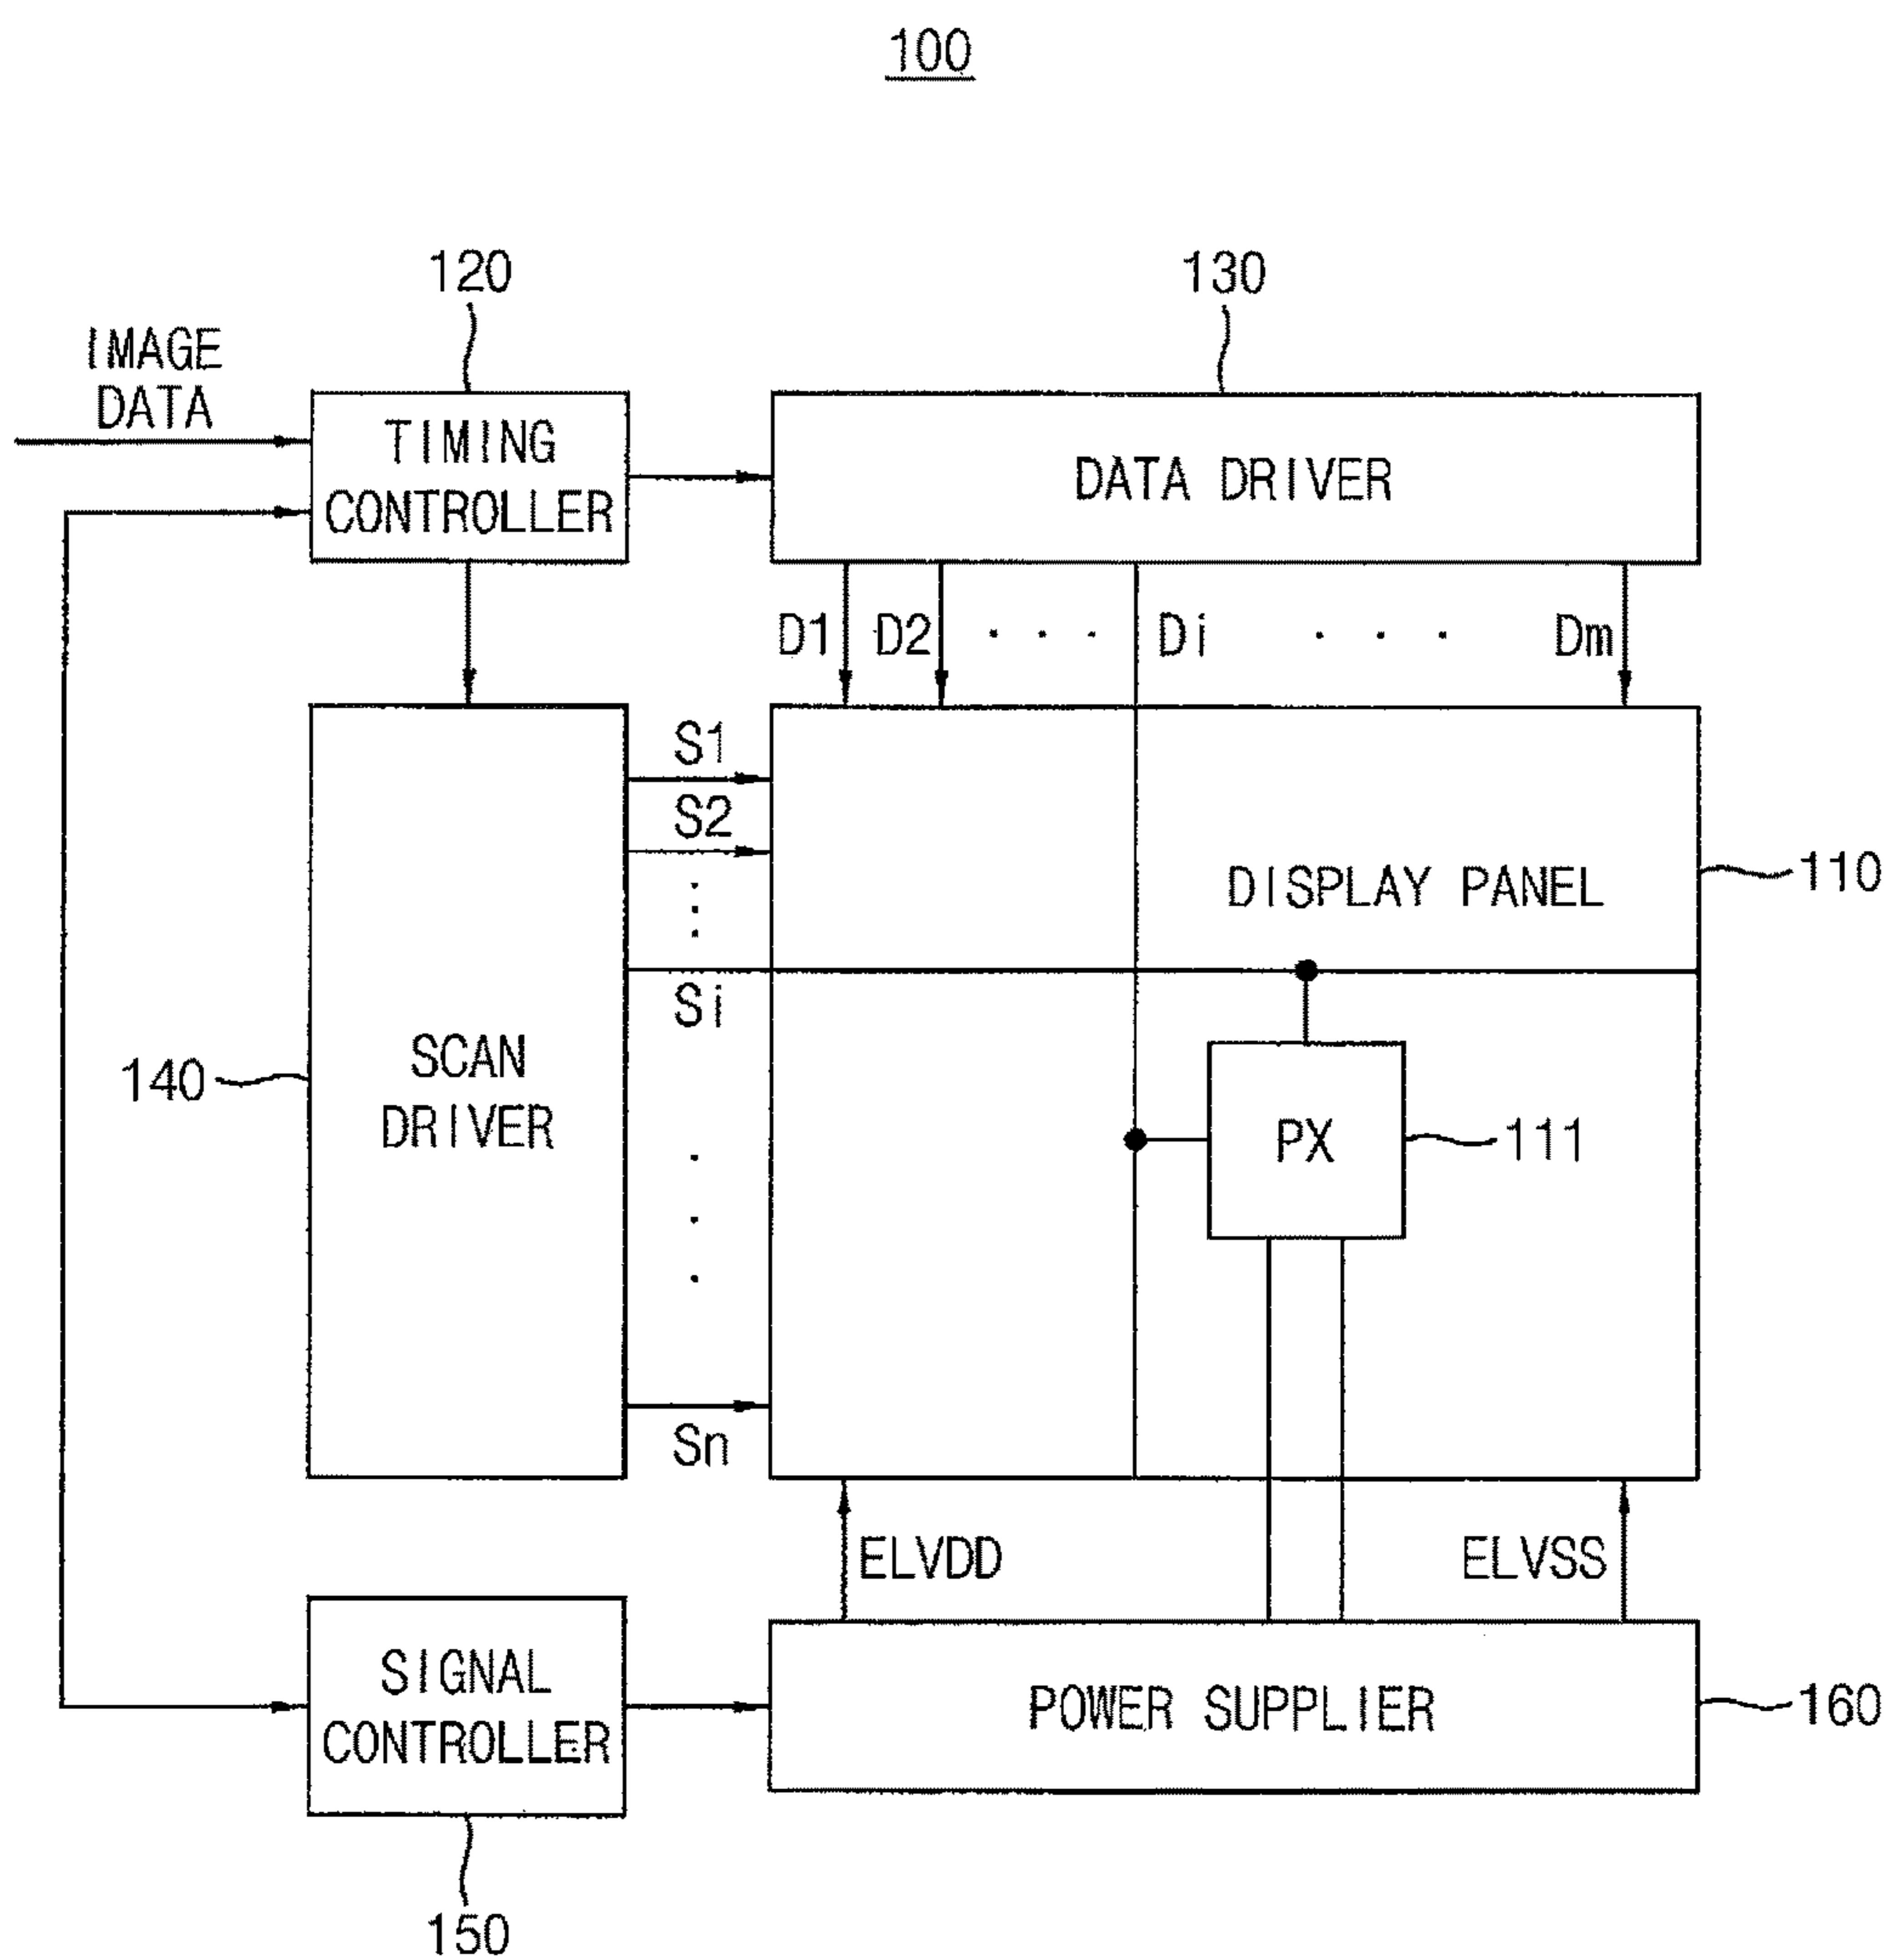 100
120
130
IMAGE
DATA
TIMING
CONTROLLER
DATA DRIVER
D1
D2
. . .
Di
. . .
Dm
S1
S2
Si
Sn
DISPLAY PANEL
110
SCAN
DRIVER
140
PX
111
ELVDD
ELVSS
SIGNAL
CONTROLLER
POWER SUPPLIER
160
150